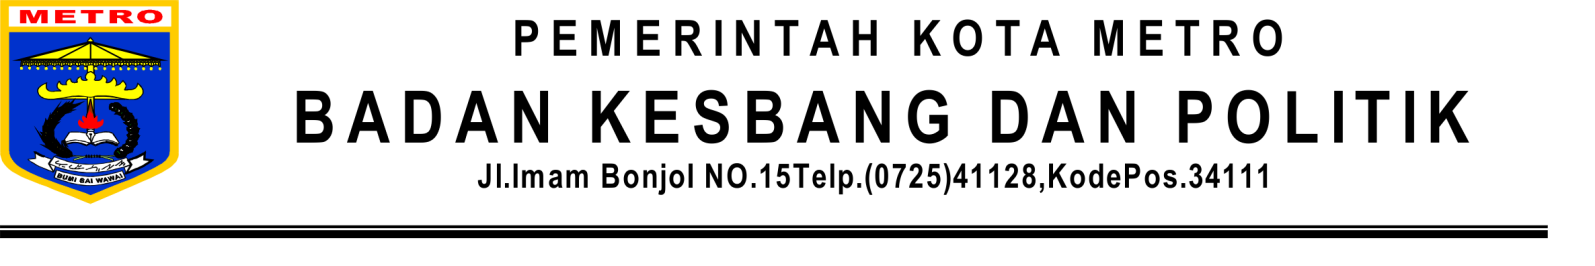 METRO
BUMI SAI WAWAI
PEMERINTAH KOTA METRO
BADAN KESBANG DAN POLITIK
Jl.Imam Bonjol NO.15Telp.(0725)41128,KodePos.34111